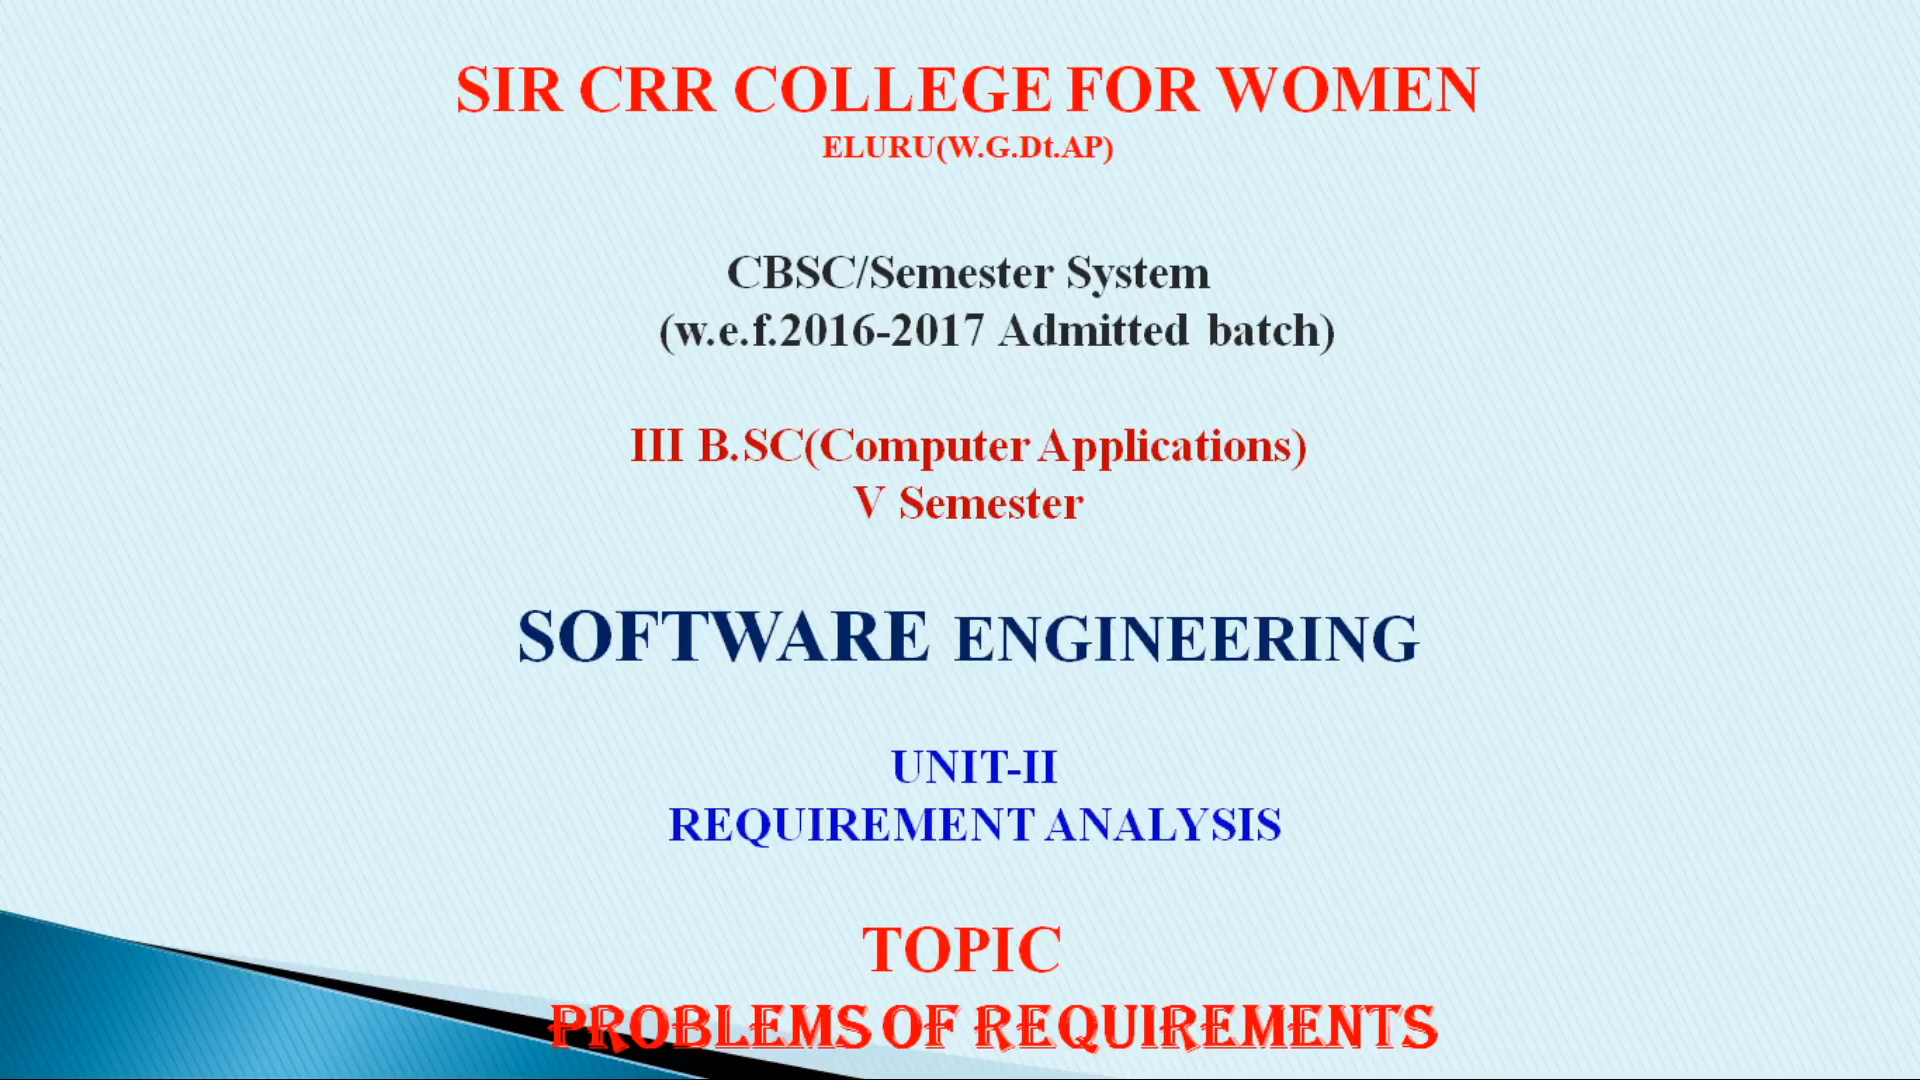 SIR CRR COLLEGE FOR WOMEN
ELURU(W.G.Dt.AP)
CBSC/Semester System
(w.e.f.2016-2017 Admitted batch)
III B.SC(Computer Applications)
V Semester
SOFTWARE ENGINEERING
UNIT-II
REQUIREMENT ANALYSIS
TOPIC
PROBLEMS OF REQUIREMENTS